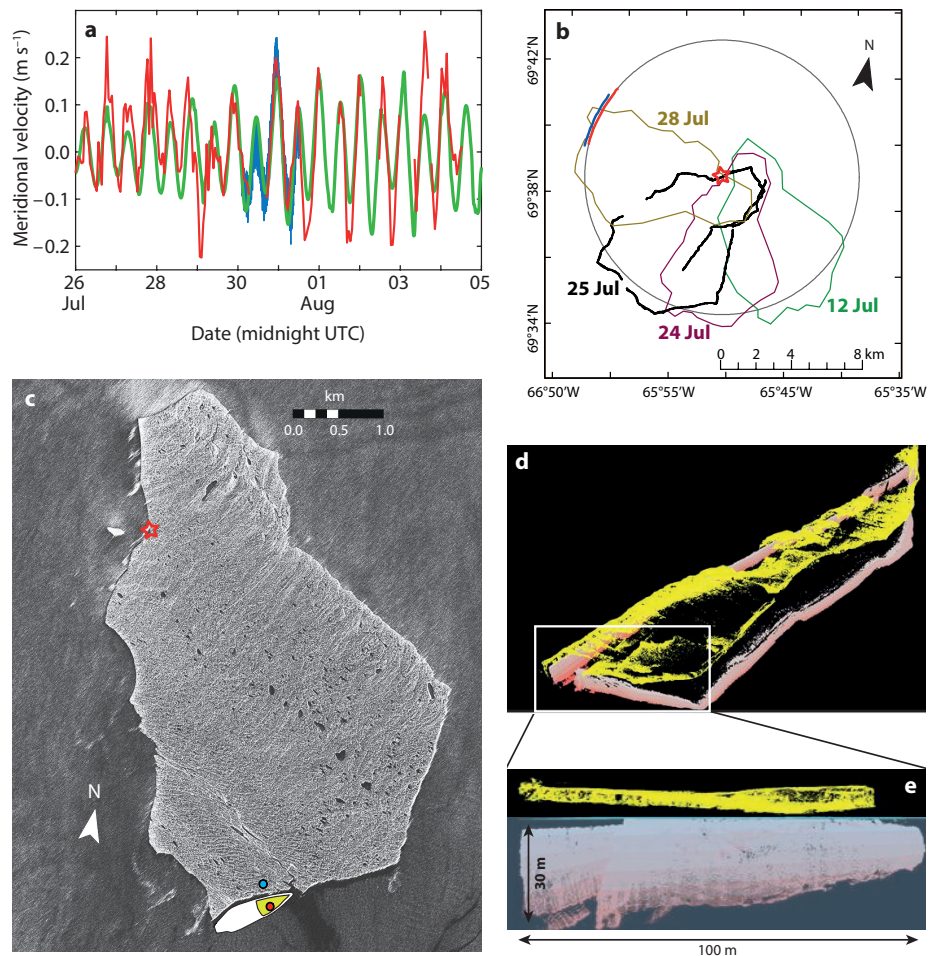 a
Meridional velocity (m s⁻¹)
0.2
0.1
0.0
−0.1
−0.2
26 28 30 01 03 05
Jul Aug
Date (midnight UTC)
b
N
69°42'N
69°38'N
69°34'N
28 Jul
25 Jul
24 Jul
12 Jul
0 2 4 8 km
66°50'W 65°55'W 65°45'W 65°35'W
c
km
0.0 0.5 1.0
N
d
e
30 m
100 m